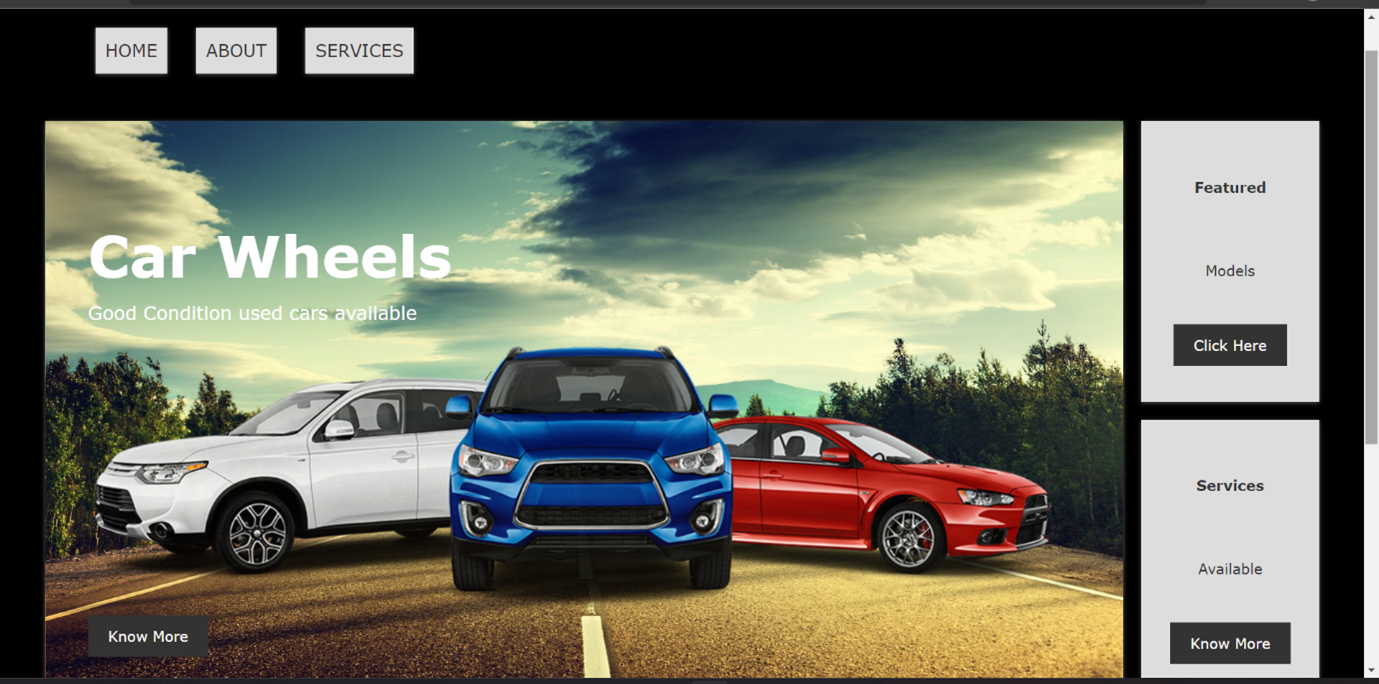 HOME
ABOUT
SERVICES
Car Wheels
Good Condition used cars available
Know More
Featured
Models
Click Here
Services
Available
Know More